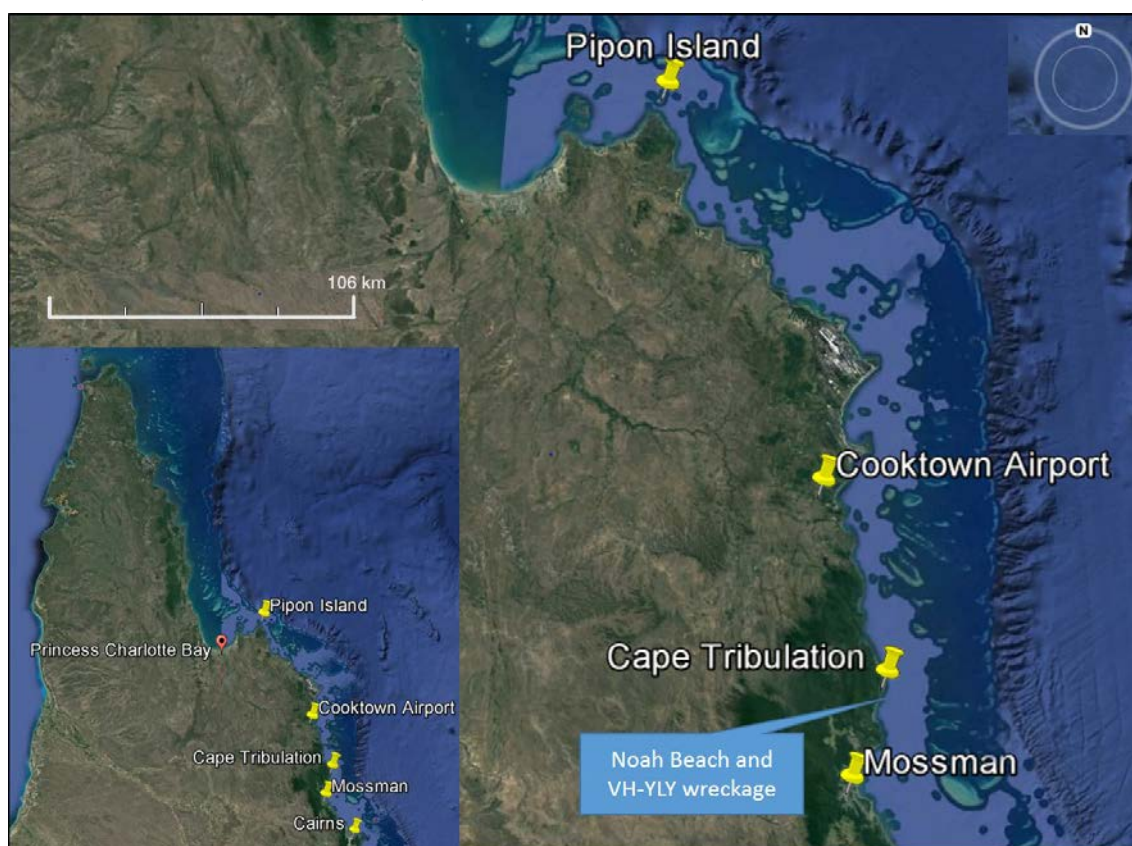 Pipon Island
N
106 km
Cooktown Airport
Cape Tribulation
Noah Beach and
VH-YLY wreckage
Mossman
Pipon Island
Princess Charlotte Bay
Cooktown Airport
Cape Tribulation
Mossman
Cairns